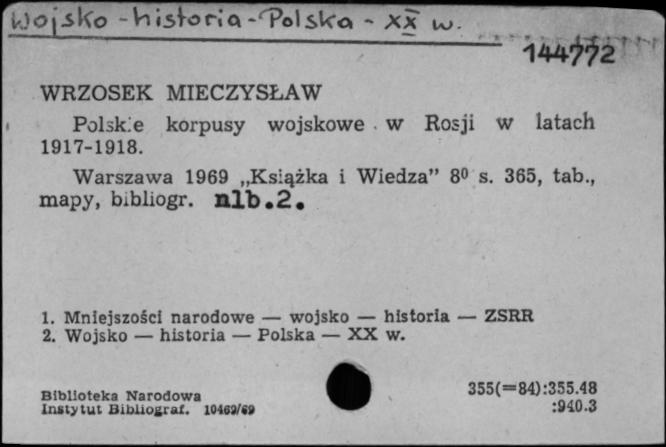 Wojsko - historia - Polska - XX w.
144772
WRZOSEK MIECZYSŁAW
Polskie korpusy wojskowe w Rosji w latach
1917-1918.
Warszawa 1969 „Książka i Wiedza” 8⁰ s. 365, tab.,
mapy, bibliogr. nlb.2.
1. Mniejszości narodowe — wojsko — historia — ZSRR
2. Wojsko — historia — Polska — XX w.
Biblioteka Narodowa
Instytut Bibliograf. 10469/69
355(=84):355.48
:940.3